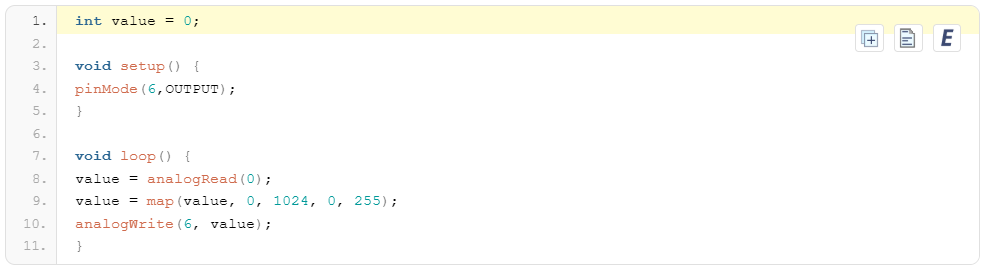 1. int value = 0;
2.
3. void setup() {
4. pinMode(6,OUTPUT);
5. }
6.
7. void loop() {
8. value = analogRead(0);
9. value = map(value, 0, 1024, 0, 255);
10. analogWrite(6, value);
11. }
E